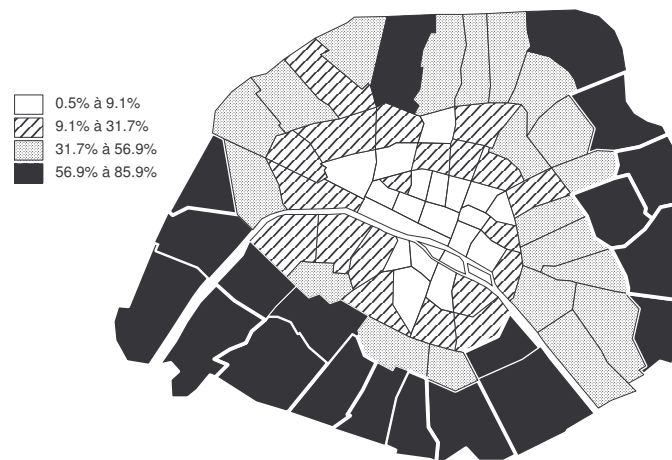 0.5% à 9.1%
9.1% à 31.7%
31.7% à 56.9%
56.9% à 85.9%